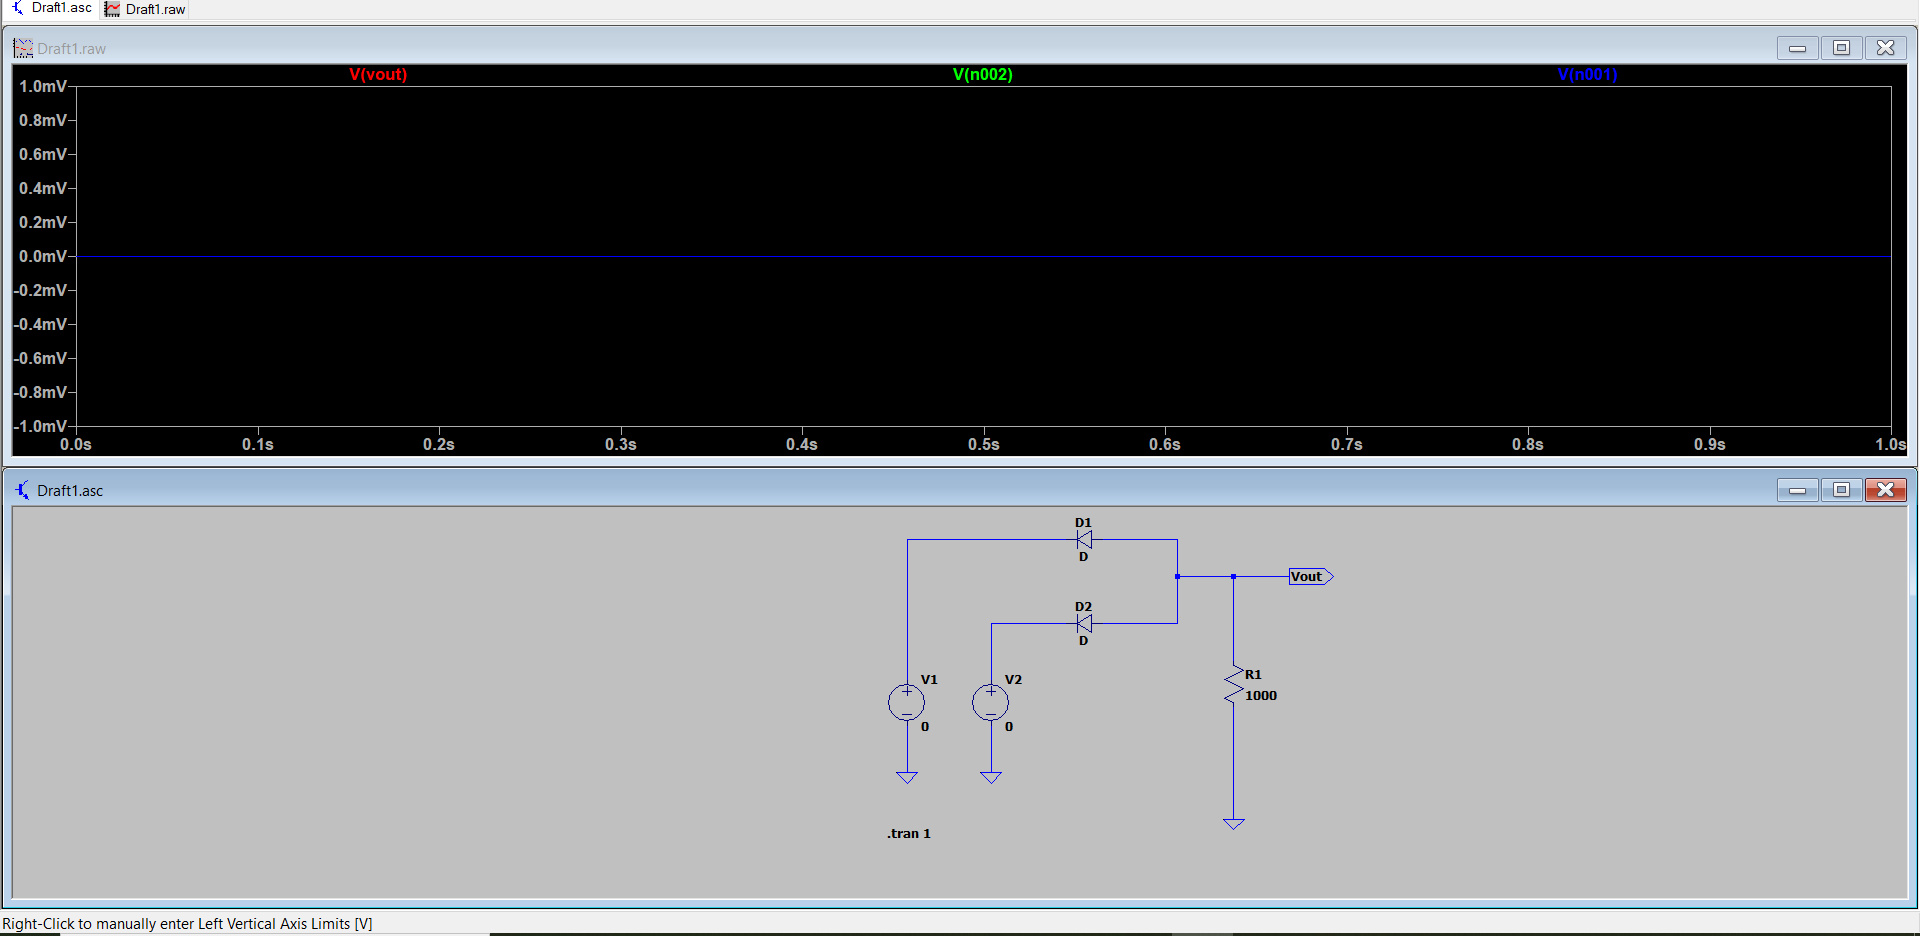 Draft1.asc Draft1.raw
Draft1.raw
V(vout) V(n002) V(n001)
1.0mV
0.8mV
0.6mV
0.4mV
0.2mV
0.0mV
-0.2mV
-0.4mV
-0.6mV
-0.8mV
-1.0mV
0.0s 0.1s 0.2s 0.3s 0.4s 0.5s 0.6s 0.7s 0.8s 0.9s 1.0s
Draft1.asc
D1
D
Vout
D2
D
V1 V2
R1
1000
0 0
.tran 1
Right-Click to manually enter Left Vertical Axis Limits [V]